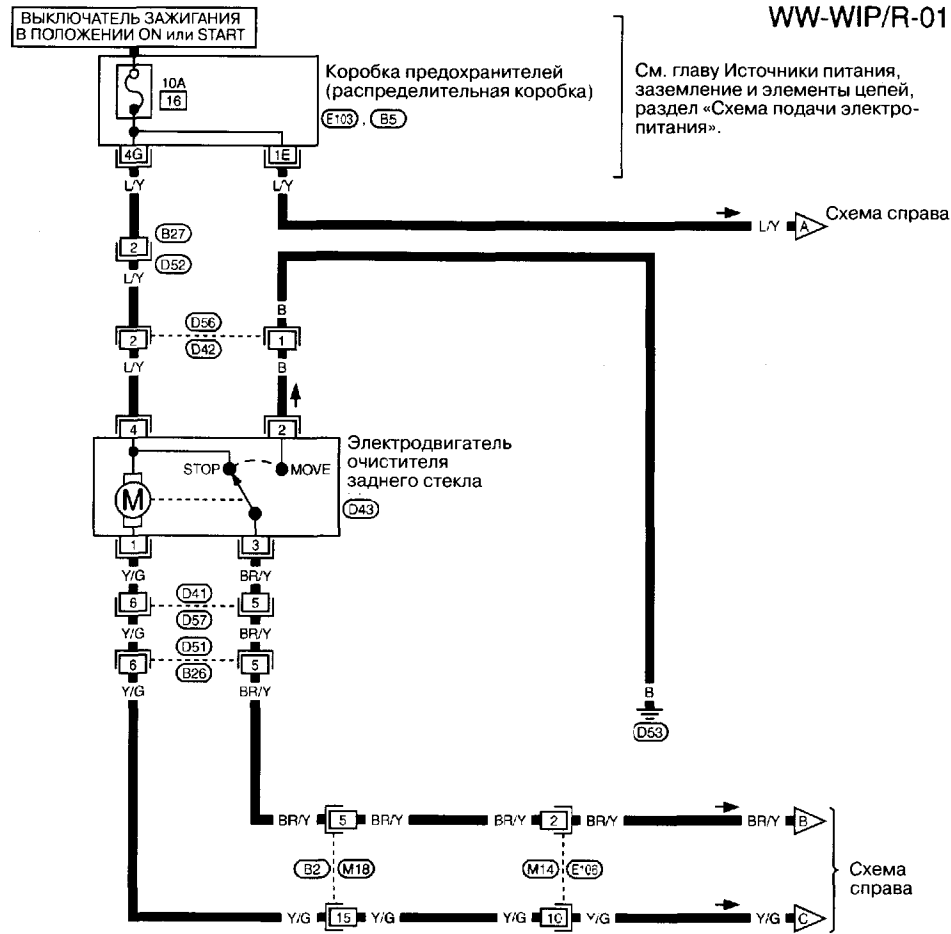 WW-WIP/R-01
ВЫКЛЮЧАТЕЛЬ ЗАЖИГАНИЯ
В ПОЛОЖЕНИИ ON или START
10A
16
Коробка предохранителей
(распределительная коробка)
E103 , B5
См. главу Источники питания,
заземление и элементы цепей,
раздел «Схема подачи электро-
питания».
4G 1E
L/Y L/Y
L/Y A Схема справа
2 B27
D52
L/Y
B
2 D56 1
D42
L/Y B
4 2
STOP MOVE
M
Электродвигатель
очистителя
заднего стекла
D43
1 3
Y/G BR/Y
6 D41 5
D57
Y/G BR/Y
6 D51 5
B26
Y/G BR/Y
B
D53
BR/Y 5 BR/Y BR/Y 2 BR/Y BR/Y B
B2 M18 M14 E106
Схема
справа
Y/G 15 Y/G Y/G 10 Y/G Y/G C